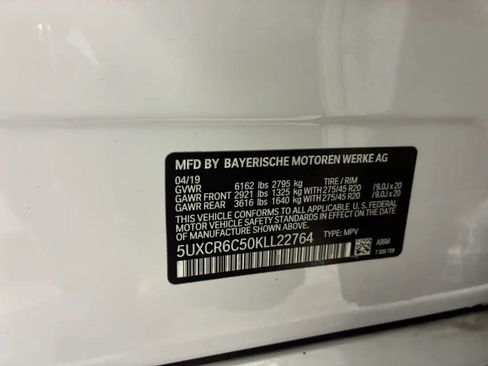 MFD BY BAYERISCHE MOTOREN WERKE AG
04/19 TIRE / RIM
GVWR 6162 lbs 2795 kg
GAWR FRONT 2921 lbs 1325 kg WITH 275/45 R20 / 9.0J x 20
GAWR REAR 3616 lbs 1640 kg WITH 275/45 R20 / 9.0J x 20
THIS VEHICLE CONFORMS TO ALL APPLICABLE U. S. FEDERAL
MOTOR VEHICLE SAFETY STANDARDS IN EFFECT ON THE DATE OF
MANUFACTURE SHOWN ABOVE.
5UXCR6C50KLL22764 TYPE: MPV
A96M